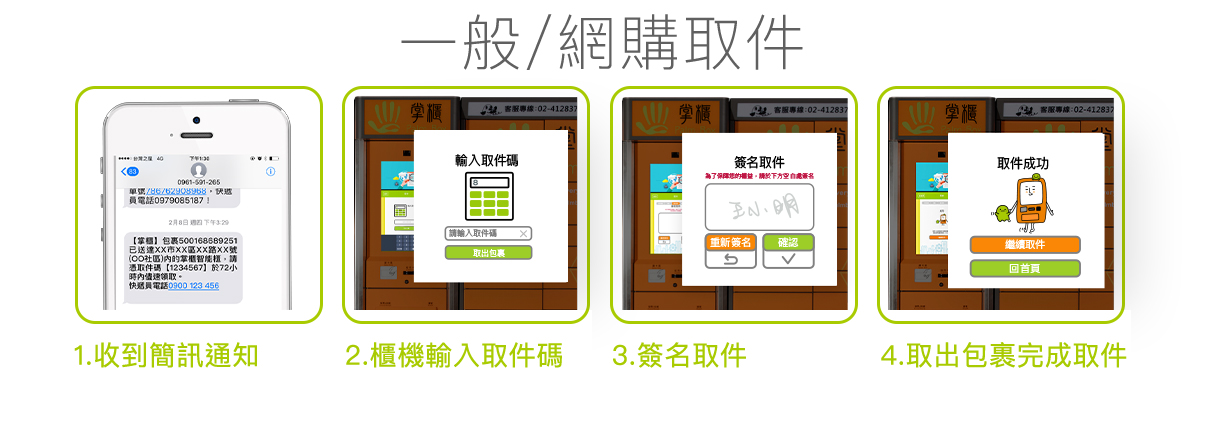 一般/網購取件
台灣之星 4G 下午1:30
83
0961-591-265
單號786762908968，快遞
員電話0979085187！
2月8日 週四 下午3:29
【掌櫃】包裹500168689251
已送達XX市XX區XX路XX號
(OO社區)內的掌櫃智能櫃，請
憑取件碼【1234567】於72小
時內儘速領取。
快遞員電話0900 123 456
1.收到簡訊通知
掌櫃
客服專線：02-412837
輸入取件碼
8
請輸入取件碼
取出包裹
2.櫃機輸入取件碼
掌櫃
客服專線：02-412837
簽名取件
為了保障您的權益，請於下方空白處簽名
王小明
重新簽名
確認
3.簽名取件
掌櫃
客服專線：02-412837
取件成功
繼續取件
回首頁
4.取出包裹完成取件